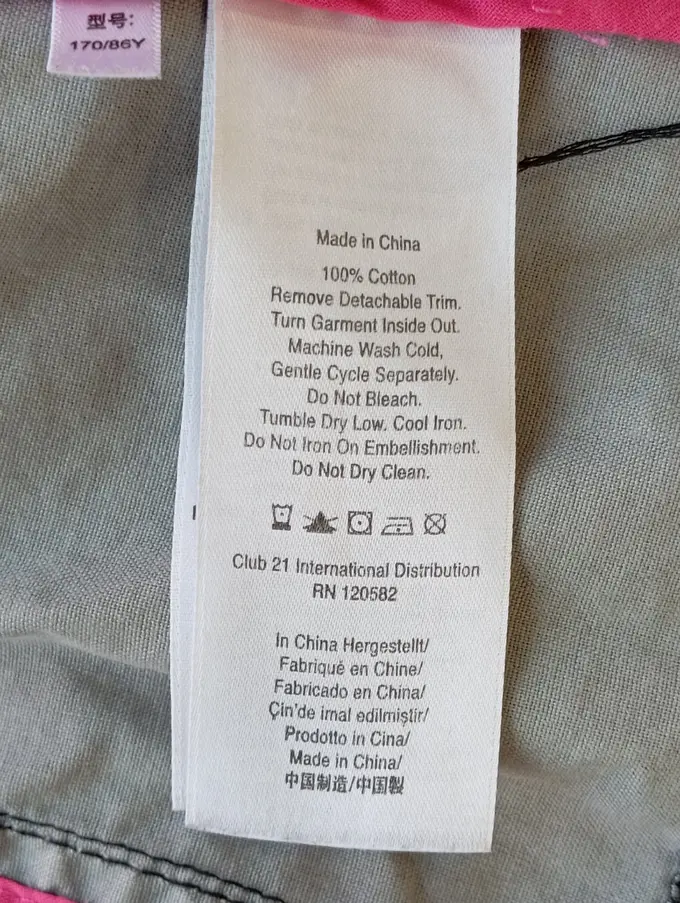 型号:
170/86Y
Made in China
100% Cotton
Remove Detachable Trim.
Turn Garment Inside Out.
Machine Wash Cold,
Gentle Cycle Separately.
Do Not Bleach.
Tumble Dry Low. Cool Iron.
Do Not Iron On Embellishment.
Do Not Dry Clean.
Club 21 International Distribution
RN 120582
In China Hergestellt/
Fabriqué en Chine/
Fabricado en China/
Çin'de imal edilmiştir/
Prodotto in Cina/
Made in China/
中国制造/中国製